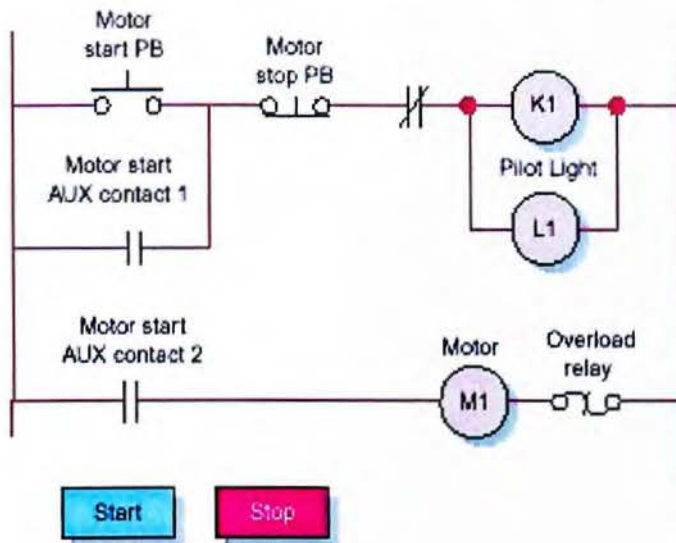 Motor
start PB
Motor
stop PB
K1
Motor start
AUX contact 1
Pilot Light
L1
Motor start
AUX contact 2
Motor
Overload
relay
M1
Start
Stop